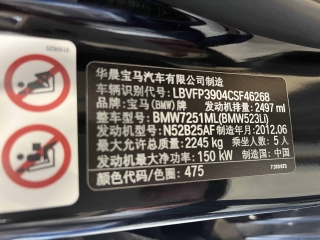 华晨宝马汽车有限公司制造
车辆识别代号: LBVFP3904CSF46268
品牌: 宝马(BMW)牌 发动机排量: 2497 ml
整车型号: BMW7251ML(BMW523Li)
发动机型号: N52B25AF 制造年月: 2012.06
最大允许总质量: 2245 kg 乘坐人数: 5 人
发动机最大净功率: 150 kW 制造国: 中国
颜色代码/色圈: 475